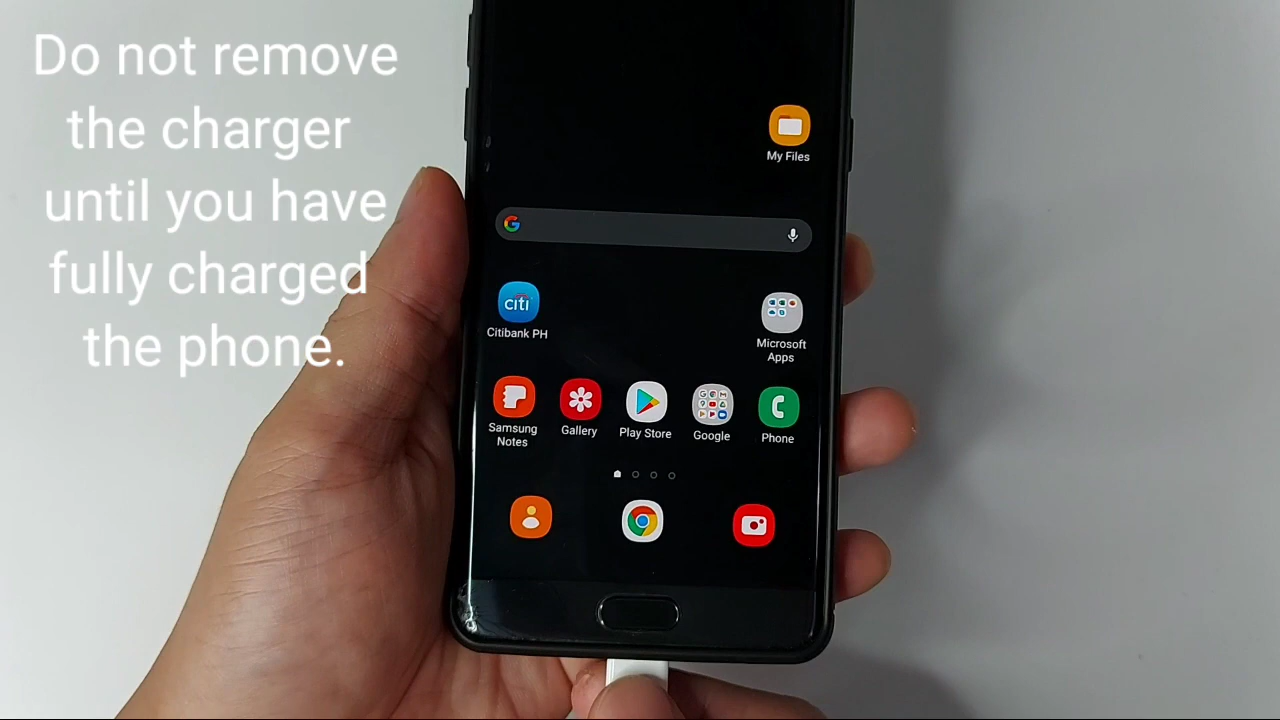 Do not remove
the charger
until you have
fully charged
the phone.
My Files
citi
Citibank PH
Microsoft
Apps
Samsung
Notes
Gallery
Play Store
Google
Phone